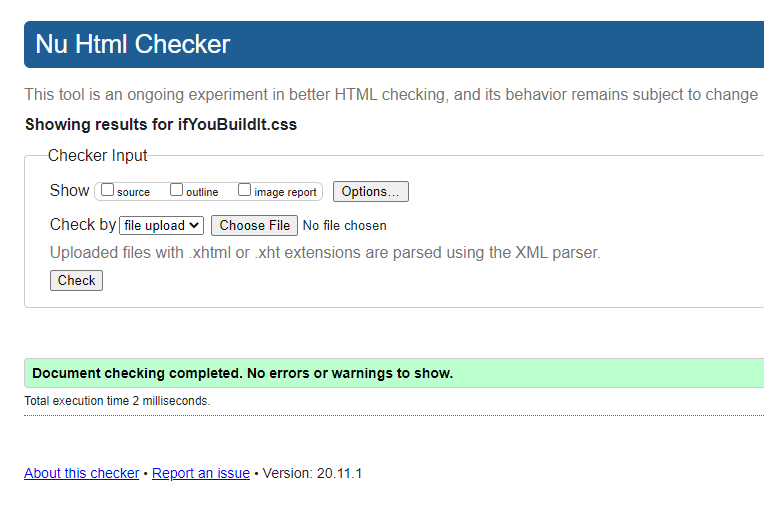 Nu Html Checker
This tool is an ongoing experiment in better HTML checking, and its behavior remains subject to change
Showing results for ifYouBuildIt.css
Checker Input
Show source outline image report Options...
Check by file upload Choose File No file chosen
Uploaded files with .xhtml or .xht extensions are parsed using the XML parser.
Check
Document checking completed. No errors or warnings to show.
Total execution time 2 milliseconds.
About this checker • Report an issue • Version: 20.11.1